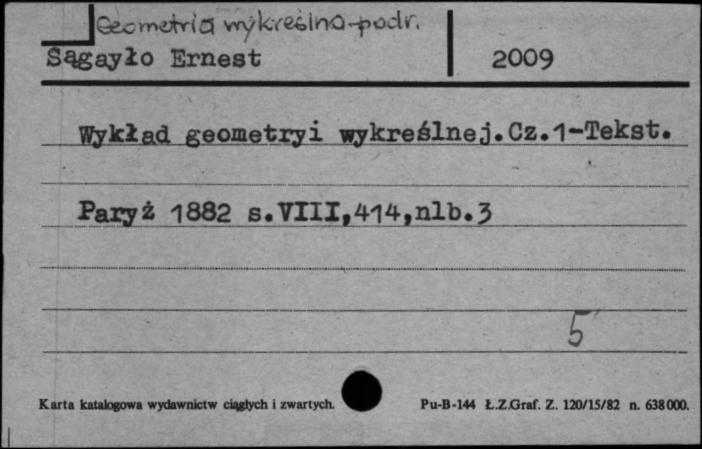 Geometria wykreślna-podr.
Sągayło Ernest 2009
Wykład geometryi wykreślnej.Cz.1-Tekst.
Paryż 1882 s.VIII,414,nlb.3
5
Karta katalogowa wydawnictw ciągłych i zwartych. Pu-B-144 Ł.Z.Graf. Z. 120/15/82 n. 638000.